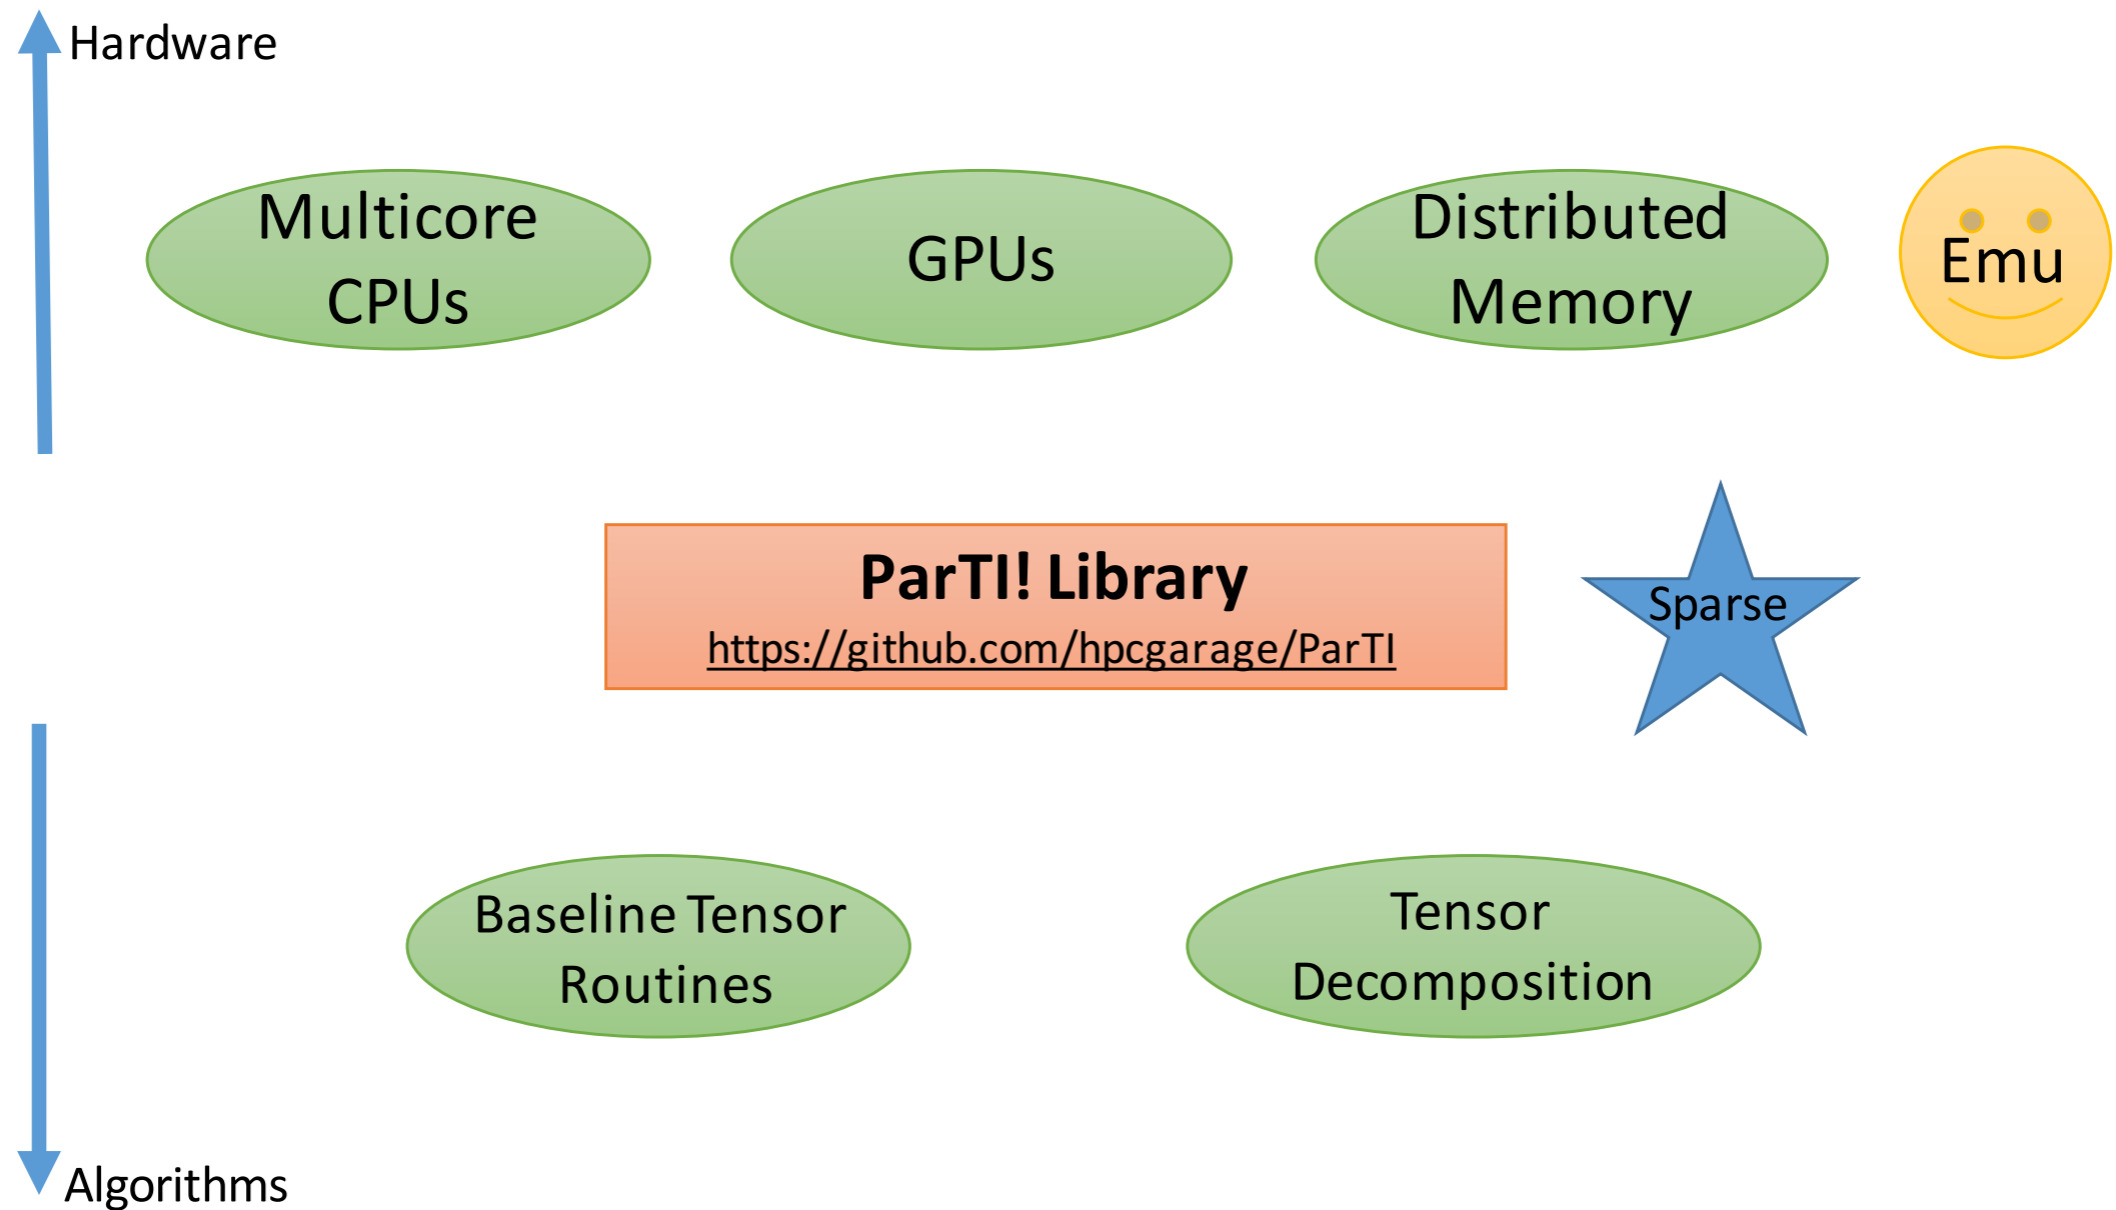 Hardware
Multicore
CPUs
GPUs
Distributed
Memory
Emu
ParTI! Library
https://github.com/hpcgarage/ParTI
Sparse
Baseline Tensor
Routines
Tensor
Decomposition
Algorithms